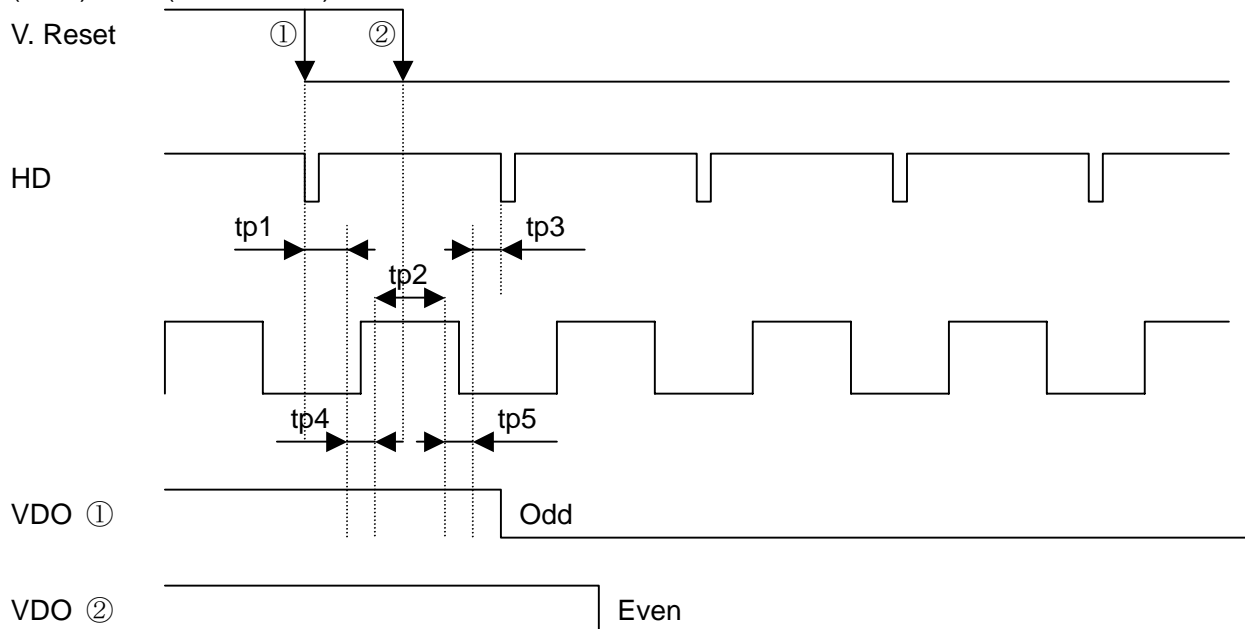 V. Reset ① ②
HD
tp1 tp3
tp2
tp4 tp5
VDO ① Odd
VDO ② Even